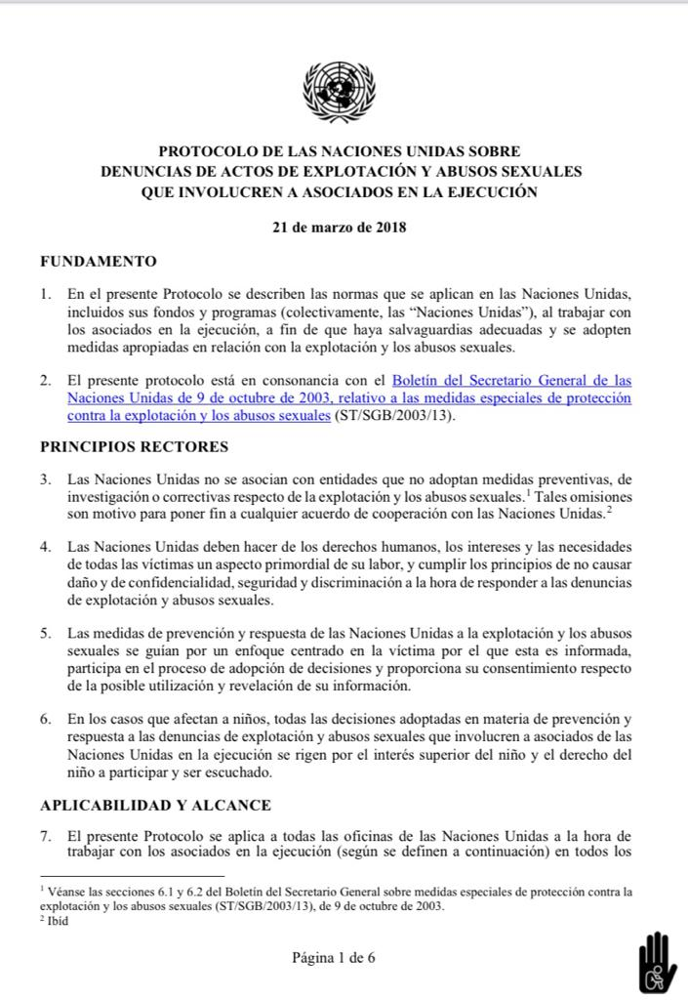 PROTOCOLO DE LAS NACIONES UNIDAS SOBRE
DENUNCIAS DE ACTOS DE EXPLOTACIÓN Y ABUSOS SEXUALES
QUE INVOLUCREN A ASOCIADOS EN LA EJECUCIÓN
21 de marzo de 2018
FUNDAMENTO
1. En el presente Protocolo se describen las normas que se aplican en las Naciones Unidas,
incluidos sus fondos y programas (colectivamente, las “Naciones Unidas”), al trabajar con
los asociados en la ejecución, a fin de que haya salvaguardias adecuadas y se adopten
medidas apropiadas en relación con la explotación y los abusos sexuales.
2. El presente protocolo está en consonancia con el Boletín del Secretario General de las
Naciones Unidas de 9 de octubre de 2003, relativo a las medidas especiales de protección
contra la explotación y los abusos sexuales (ST/SGB/2003/13).
PRINCIPIOS RECTORES
3. Las Naciones Unidas no se asocian con entidades que no adoptan medidas preventivas, de
investigación o correctivas respecto de la explotación y los abusos sexuales.¹ Tales omisiones
son motivo para poner fin a cualquier acuerdo de cooperación con las Naciones Unidas.²
4. Las Naciones Unidas deben hacer de los derechos humanos, los intereses y las necesidades
de todas las víctimas un aspecto primordial de su labor, y cumplir los principios de no causar
daño y de confidencialidad, seguridad y discriminación a la hora de responder a las denuncias
de explotación y abusos sexuales.
5. Las medidas de prevención y respuesta de las Naciones Unidas a la explotación y los abusos
sexuales se guían por un enfoque centrado en la víctima por el que esta es informada,
participa en el proceso de adopción de decisiones y proporciona su consentimiento respecto
de la posible utilización y revelación de su información.
6. En los casos que afectan a niños, todas las decisiones adoptadas en materia de prevención y
respuesta a las denuncias de explotación y abusos sexuales que involucren a asociados de las
Naciones Unidas en la ejecución se rigen por el interés superior del niño y el derecho del
niño a participar y ser escuchado.
APLICABILIDAD Y ALCANCE
7. El presente Protocolo se aplica a todas las oficinas de las Naciones Unidas a la hora de
trabajar con los asociados en la ejecución (según se definen a continuación) en todos los
¹ Véanse las secciones 6.1 y 6.2 del Boletín del Secretario General sobre medidas especiales de protección contra la
explotación y los abusos sexuales (ST/SGB/2003/13), de 9 de octubre de 2003.
² Ibid
Página 1 de 6